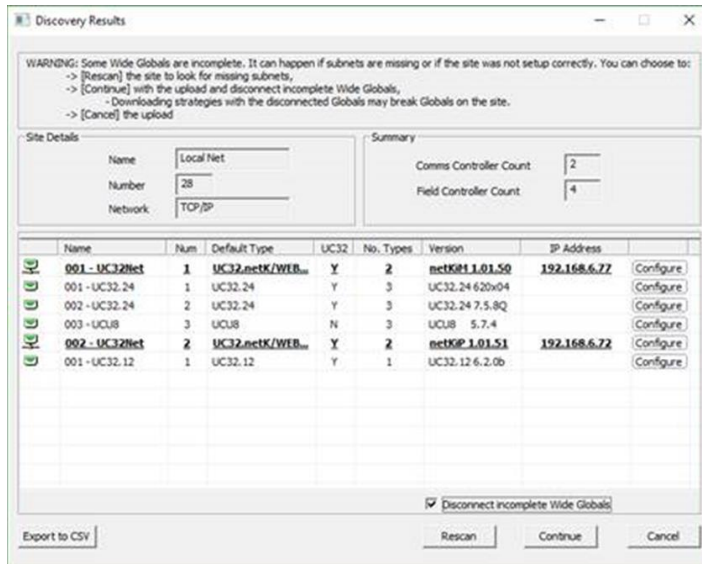 Discovery Results
WARNING: Some Wide Globals are incomplete. It can happen if subnets are missing or if the site was not setup correctly. You can choose to:
-> [Rescan] the site to look for missing subnets,
-> [Continue] with the upload and disconnect incomplete Wide Globals,
- Downloading strategies with the disconnected Globals may break Globals on the site.
-> [Cancel] the upload
Site Details
Name Local Net
Number 28
Network TCP/IP
Summary
Comms Controller Count 2
Field Controller Count 4
Name Num Default Type UC32 No. Types Version IP Address
001 - UC32Net 1 UC32.netK/WEB... Y 2 netKiM 1.01.50 192.168.6.77 Configure
001 - UC32.24 1 UC32.24 Y 3 UC32.24 620x04 Configure
002 - UC32.24 2 UC32.24 Y 3 UC32.24 7.5.8Q Configure
003 - UCU8 3 UCU8 N 3 UCU8 5.7.4 Configure
002 - UC32Net 2 UC32.netK/WEB... Y 2 netKiP 1.01.51 192.168.6.72 Configure
001 - UC32.12 1 UC32.12 Y 1 UC32.12 6.2.0b Configure
Disconnect incomplete Wide Globals
Export to CSV Rescan Continue Cancel